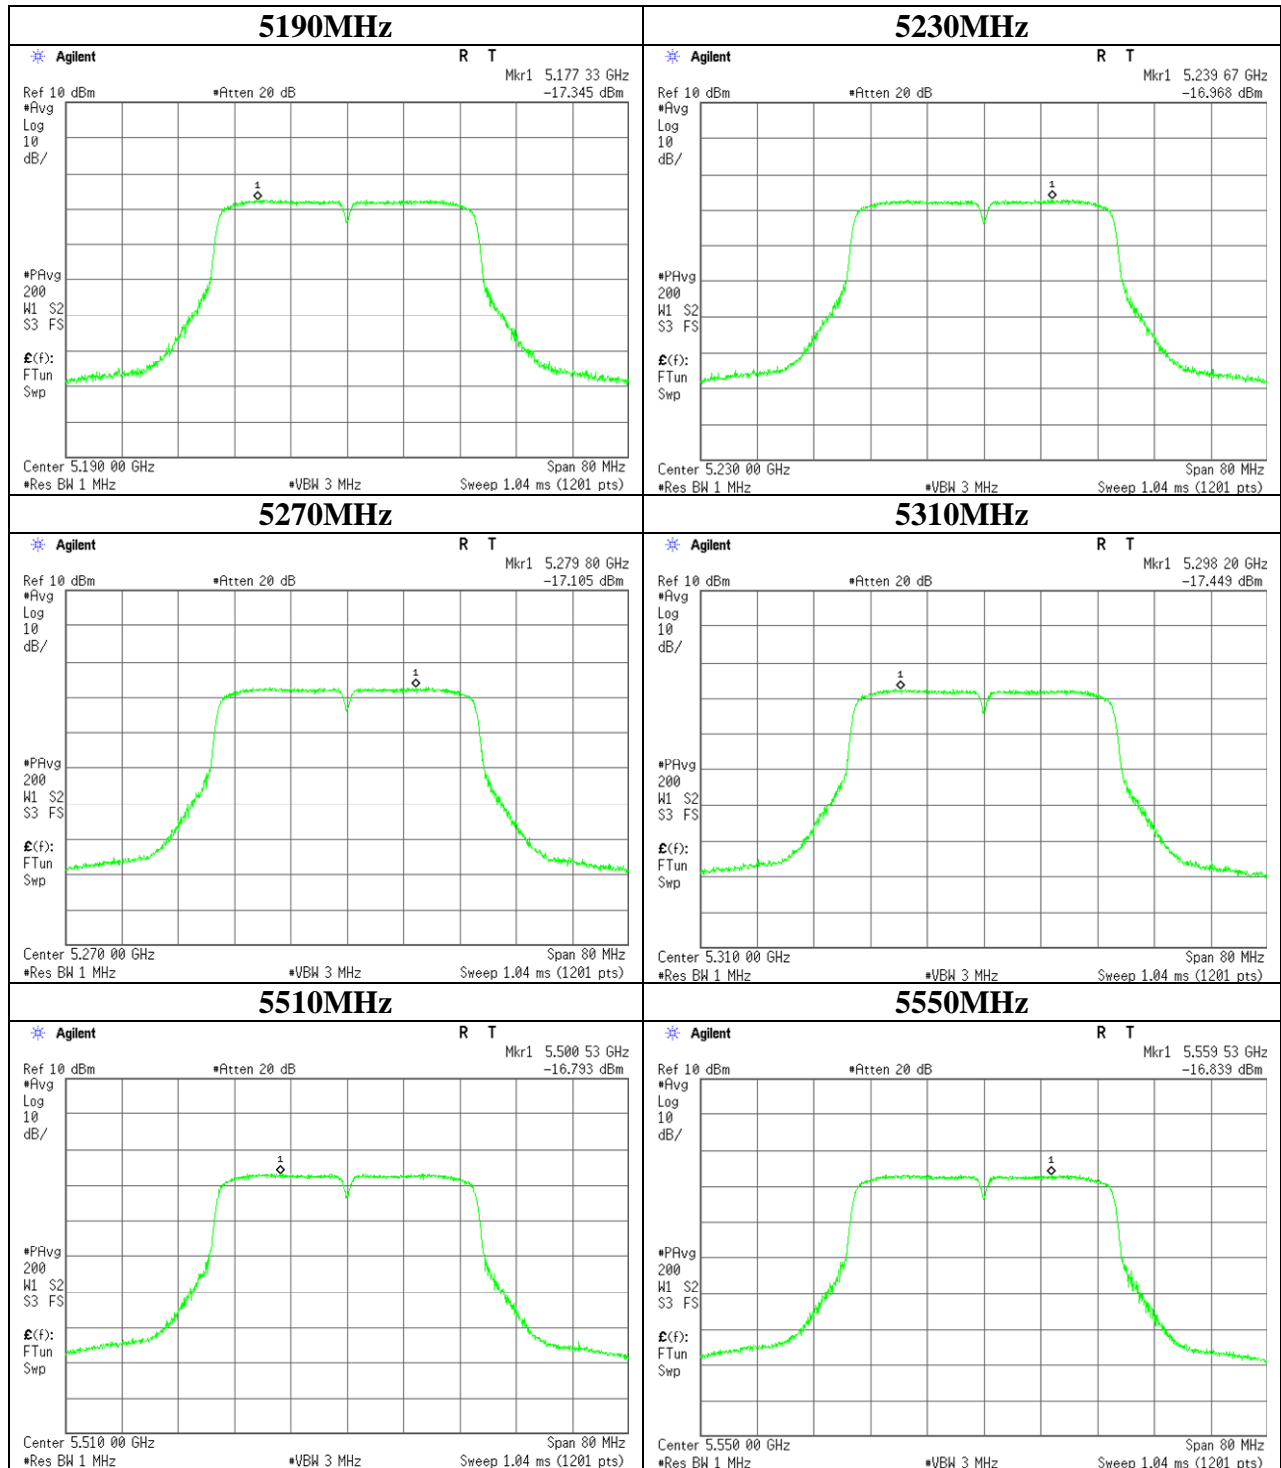 5190MHz
Agilent
R T
Mkr1 5.177 33 GHz
Ref 10 dBm #Atten 20 dB -17.345 dBm
#Avg
Log
10
dB/
1
#PAvg
200
W1 S2
S3 FS
£(f):
FTun
Swp
Center 5.190 00 GHz Span 80 MHz
#Res BW 1 MHz #VBW 3 MHz Sweep 1.04 ms (1201 pts)
5230MHz
Agilent
R T
Mkr1 5.239 67 GHz
Ref 10 dBm #Atten 20 dB -16.968 dBm
#Avg
Log
10
dB/
1
#PAvg
200
W1 S2
S3 FS
£(f):
FTun
Swp
Center 5.230 00 GHz Span 80 MHz
#Res BW 1 MHz #VBW 3 MHz Sweep 1.04 ms (1201 pts)
5270MHz
Agilent
R T
Mkr1 5.279 80 GHz
Ref 10 dBm #Atten 20 dB -17.105 dBm
#Avg
Log
10
dB/
1
#PAvg
200
W1 S2
S3 FS
£(f):
FTun
Swp
Center 5.270 00 GHz Span 80 MHz
#Res BW 1 MHz #VBW 3 MHz Sweep 1.04 ms (1201 pts)
5310MHz
Agilent
R T
Mkr1 5.298 20 GHz
Ref 10 dBm #Atten 20 dB -17.449 dBm
#Avg
Log
10
dB/
1
#PAvg
200
W1 S2
S3 FS
£(f):
FTun
Swp
Center 5.310 00 GHz Span 80 MHz
#Res BW 1 MHz #VBW 3 MHz Sweep 1.04 ms (1201 pts)
5510MHz
Agilent
R T
Mkr1 5.500 53 GHz
Ref 10 dBm #Atten 20 dB -16.793 dBm
#Avg
Log
10
dB/
1
#PAvg
200
W1 S2
S3 FS
£(f):
FTun
Swp
Center 5.510 00 GHz Span 80 MHz
#Res BW 1 MHz #VBW 3 MHz Sweep 1.04 ms (1201 pts)
5550MHz
Agilent
R T
Mkr1 5.559 53 GHz
Ref 10 dBm #Atten 20 dB -16.839 dBm
#Avg
Log
10
dB/
1
#PAvg
200
W1 S2
S3 FS
£(f):
FTun
Swp
Center 5.550 00 GHz Span 80 MHz
#Res BW 1 MHz #VBW 3 MHz Sweep 1.04 ms (1201 pts)